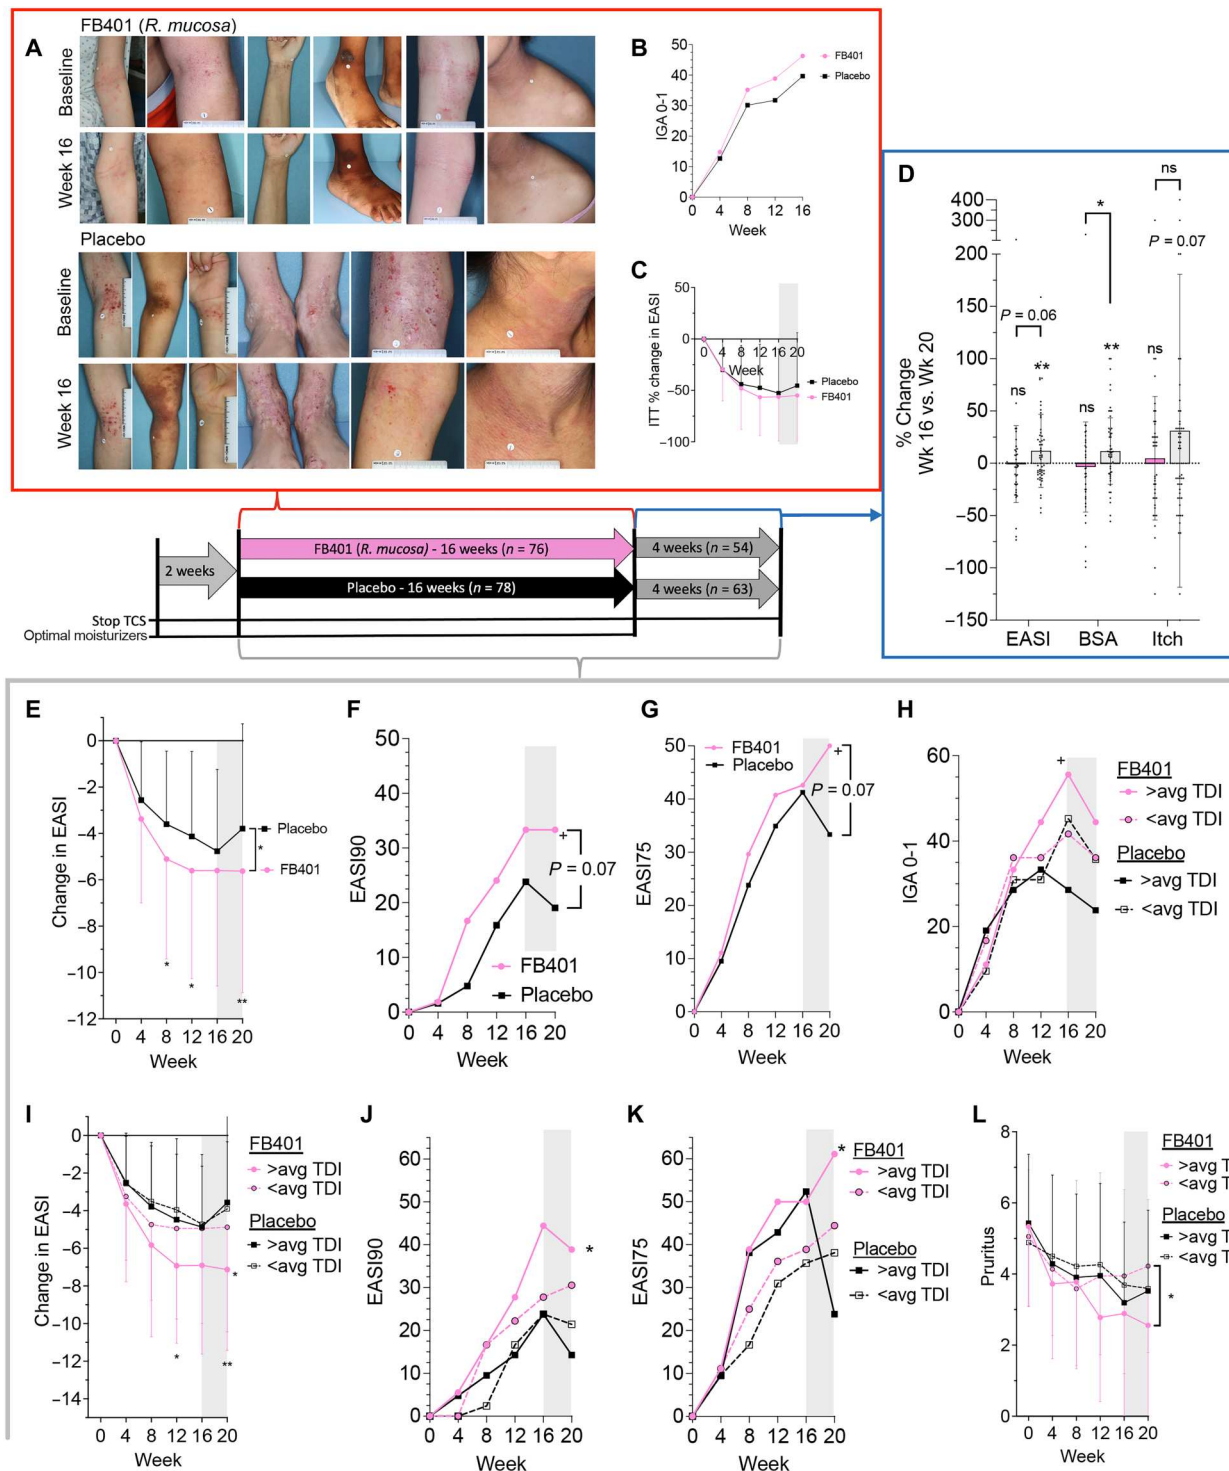 FB401 (R. mucosa)
A
Baseline
Week 16
Placebo
Baseline
Week 16
B
IGA 0-1
50
40
30
20
10
0
0 4 8 12 16
Week
FB401
Placebo
C
ITT % change in EASI
50
0
−50
−100
0 4 8 12 16 20
Week
Placebo
FB401
D
% Change
Wk 16 vs. Wk 20
400
300
200
150
100
50
0
−50
−100
−150
ns
*
P = 0.07
P = 0.06
ns
**
ns
**
ns
EASI BSA Itch
2 weeks
FB401 (R. mucosa) - 16 weeks (n = 76)
4 weeks (n = 54)
Placebo - 16 weeks (n = 78)
4 weeks (n = 63)
Stop TCS
Optimal moisturizers
E
Change in EASI
0
−2
−4
−6
−8
−10
−12
0 4 8 12 16 20
Week
Placebo
*
FB401
*
*
**
F
EASI90
50
40
30
20
10
0
0 4 8 12 16 20
Week
+
P = 0.07
FB401
Placebo
G
EASI75
50
40
30
20
10
0
0 4 8 12 16 20
Week
FB401
Placebo
+
P = 0.07
H
IGA 0-1
60
40
20
0
0 4 8 12 16 20
Week
+
FB401
>avg TDI
<avg TDI
Placebo
>avg TDI
<avg TDI
I
Change in EASI
0
−2
−4
−6
−8
−10
−12
−14
0 4 8 12 16 20
Week
FB401
>avg TDI
<avg TDI
Placebo
>avg TDI
<avg TDI
*
*
**
J
EASI90
60
50
40
30
20
10
0
0 4 8 12 16 20
Week
*
K
EASI75
60
50
40
30
20
10
0
0 4 8 12 16 20
Week
*
FB401
>avg TDI
<avg TDI
Placebo
>avg TDI
<avg TDI
L
Pruritus
8
6
4
2
0
0 4 8 12 16 20
Week
FB401
>avg T
<avg T
Placebo
>avg T
<avg T
*